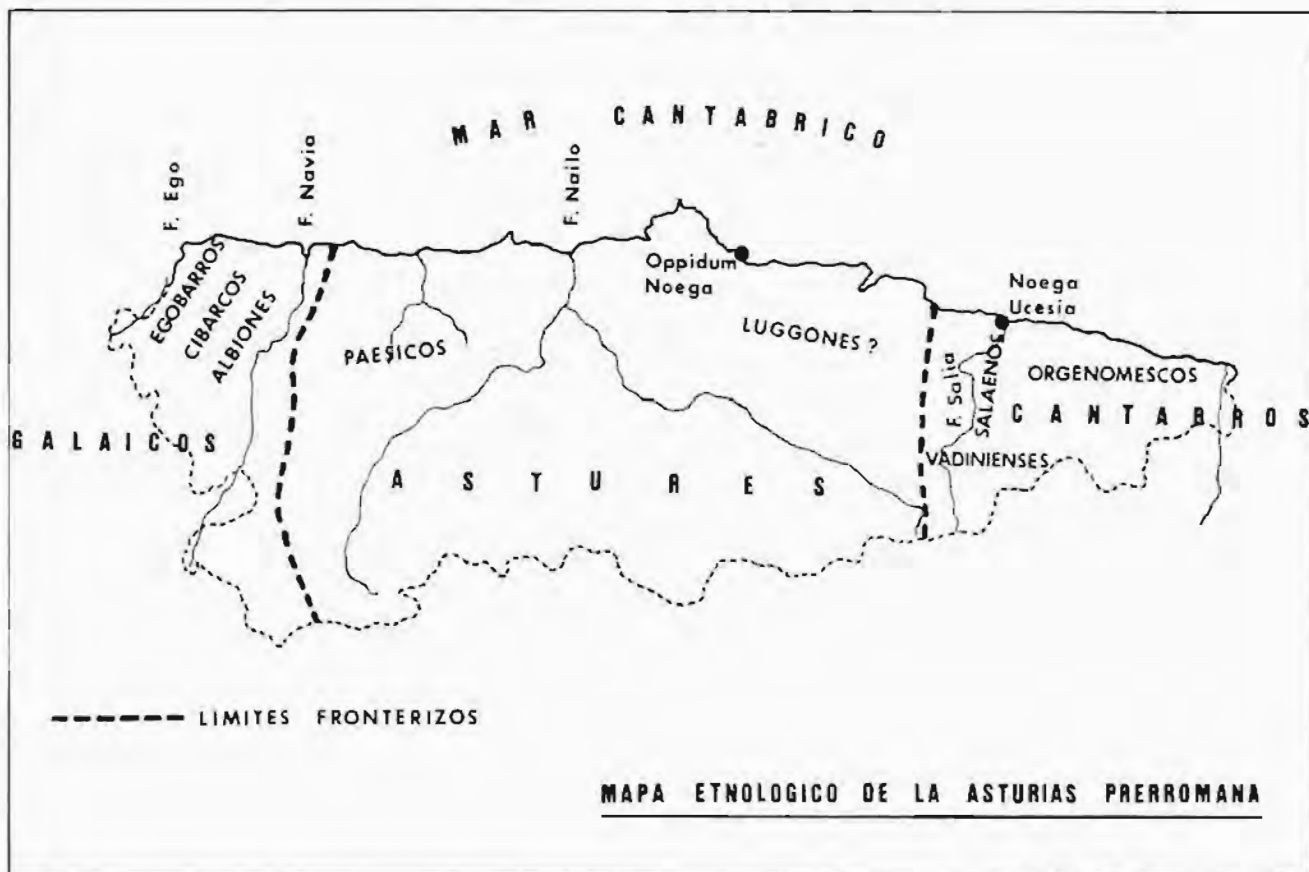 MAR CANTABRICO
F. Ego
F. Navia
F. Nailo
EGOBARROS
CIBARCOS
ALBIONES
PAESICOS
Oppidum
Noega
LUGGONES ?
Noega
Ucesia
F. Salia
SALAENOS
ORGENOMESCOS
GALAICOS
CANTABROS
VADINIENSES
ASTURES
LIMITES FRONTERIZOS
MAPA ETNOLOGICO DE LA ASTURIAS PRERROMANA